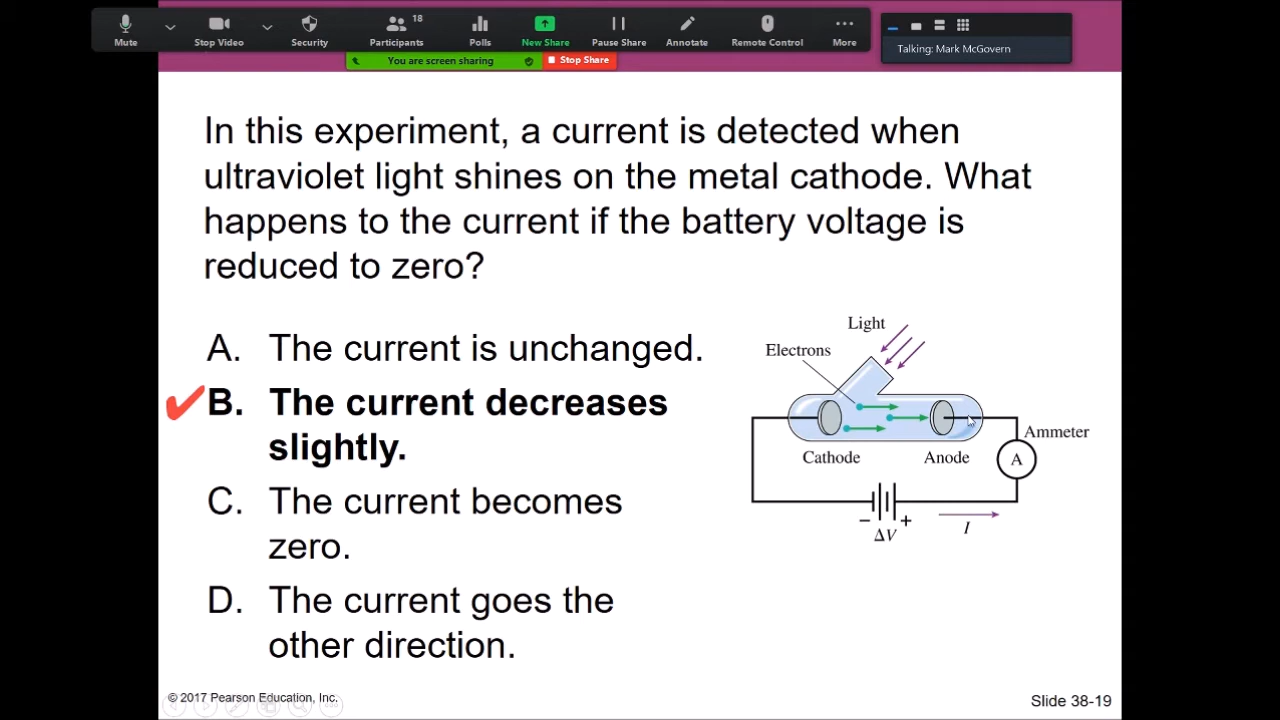 Mute
Stop Video
Security
18
Participants
Polls
New Share
Pause Share
Annotate
Remote Control
More
Talking: Mark McGovern
You are screen sharing
Stop Share
In this experiment, a current is detected when
ultraviolet light shines on the metal cathode. What
happens to the current if the battery voltage is
reduced to zero?
A. The current is unchanged.
B. The current decreases
slightly.
C. The current becomes
zero.
D. The current goes the
other direction.
Light
Electrons
Ammeter
A
Cathode
Anode
− +
ΔV
I
© 2017 Pearson Education, Inc.
Slide 38-19